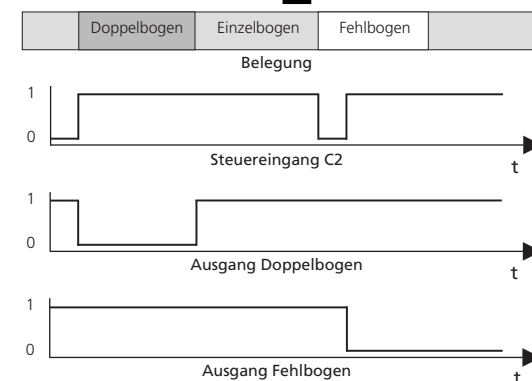 Doppelbogen Einzelbogen Fehlbogen
Belegung
1
0
Steuereingang C2
t
1
0
Ausgang Doppelbogen
t
1
0
Ausgang Fehlbogen
t